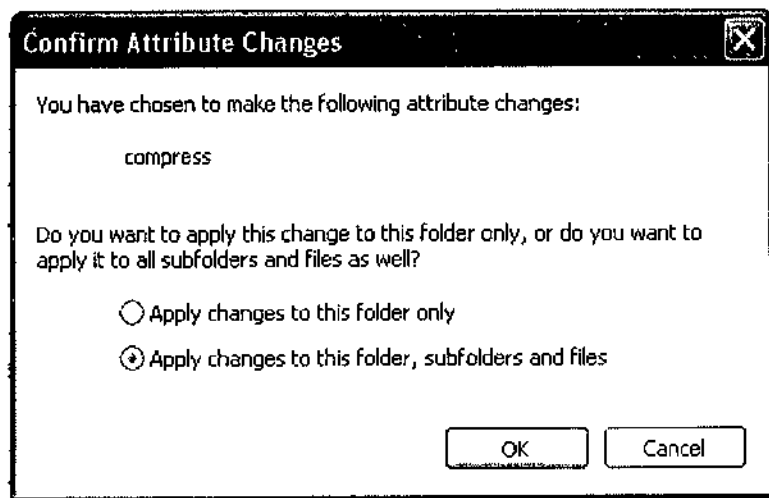 Confirm Attribute Changes
You have chosen to make the following attribute changes:
compress
Do you want to apply this change to this folder only, or do you want to
apply it to all subfolders and files as well?
Apply changes to this folder only
Apply changes to this folder, subfolders and files
OK
Cancel